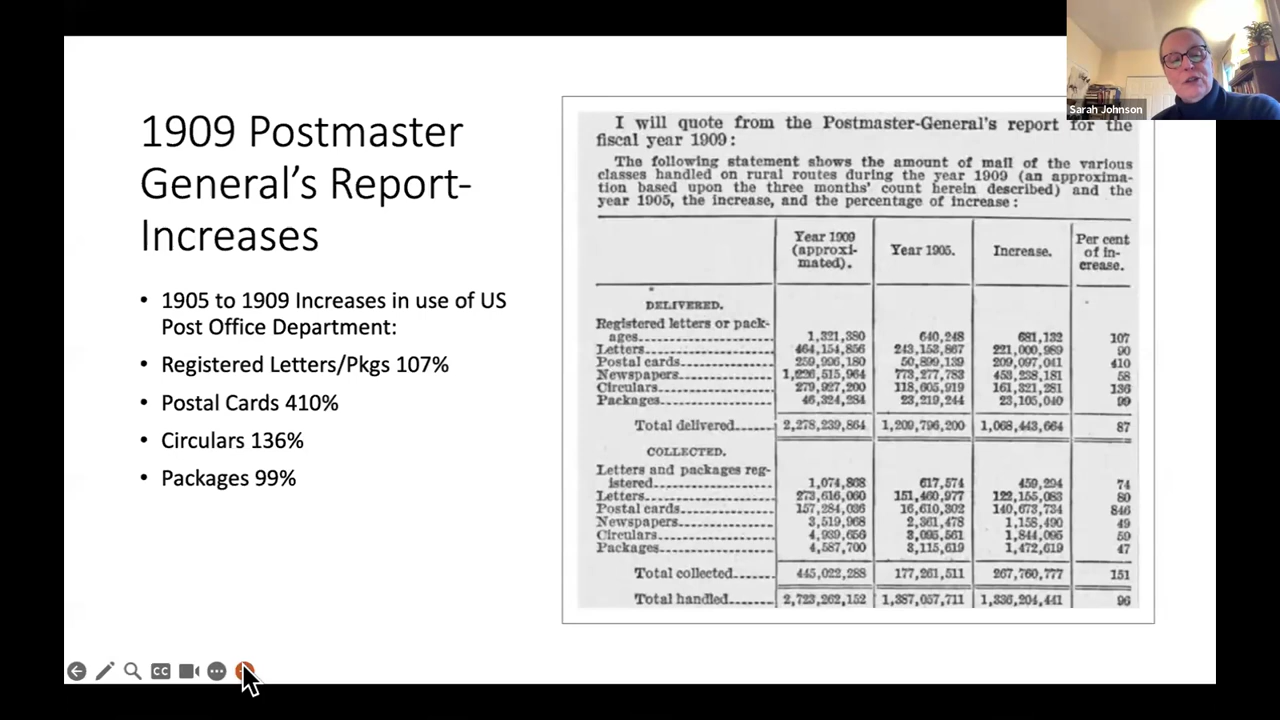 Sarah Johnson
1909 Postmaster
General’s Report-
Increases
• 1905 to 1909 Increases in use of US
Post Office Department:
• Registered Letters/Pkgs 107%
• Postal Cards 410%
• Circulars 136%
• Packages 99%
I will quote from the Postmaster-General's report for the
fiscal year 1909:
The following statement shows the amount of mail of the various
classes handled on rural routes during the year 1909 (an approxima-
tion based upon the three months' count herein described) and the
year 1905, the increase, and the percentage of increase:
Year 1909 (approxi-mated). Year 1905. Increase. Per cent of in-crease.
DELIVERED.
Registered letters or pack-
ages 1,321,380 640,248 681,132 107
Letters 464,154,856 243,153,867 221,000,989 90
Postal cards 259,996,180 50,899,139 209,097,041 410
Newspapers 1,226,515,964 773,277,783 453,238,181 58
Circulars 279,927,200 118,605,919 161,321,281 136
Packages 46,324,284 23,219,244 23,105,040 99
Total delivered 2,278,239,864 1,209,796,200 1,068,443,664 87
COLLECTED.
Letters and packages reg-
istered 1,074,868 617,574 459,294 74
Letters 273,616,060 151,460,977 122,155,083 80
Postal cards 157,284,036 16,610,302 140,673,734 846
Newspapers 3,519,968 2,361,478 1,158,490 49
Circulars 4,939,656 3,095,561 1,844,095 59
Packages 4,587,700 3,115,619 1,472,619 47
Total collected 445,022,288 177,261,511 267,760,777 151
Total handled 2,723,262,152 1,387,057,711 1,336,204,441 96
CC